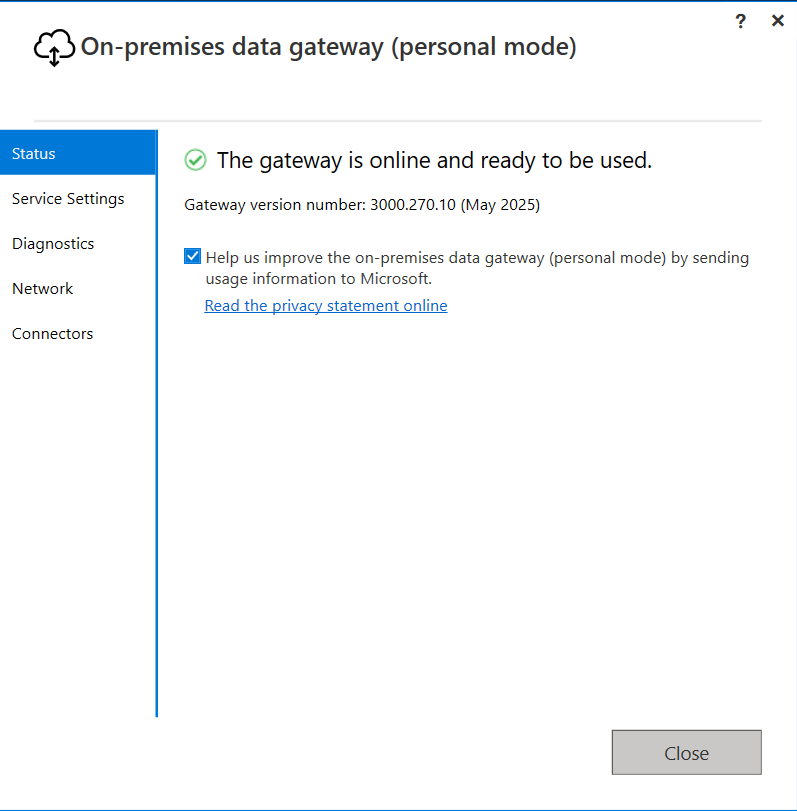 ?
On-premises data gateway (personal mode)
Status
Service Settings
Diagnostics
Network
Connectors
The gateway is online and ready to be used.
Gateway version number: 3000.270.10 (May 2025)
Help us improve the on-premises data gateway (personal mode) by sending
usage information to Microsoft.
Read the privacy statement online
Close